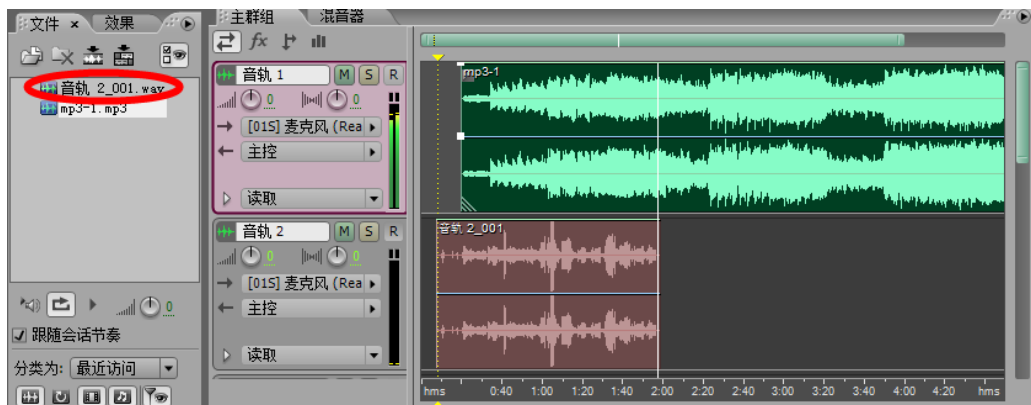 文件 × 效果
音轨 2_001.wav
mp3-1.mp3
0
跟随会话节奏
分类为: 最近访问
主群组 混音器
fx
音轨 1 M S R
0 0
[01S] 麦克风 (Rea
主控
读取
音轨 2 M S R
0 0
[01S] 麦克风 (Rea
主控
读取
mp3-1
音轨 2_001
hms 0:40 1:00 1:20 1:40 2:00 2:20 2:40 3:00 3:20 3:40 4:00 4:20 hms